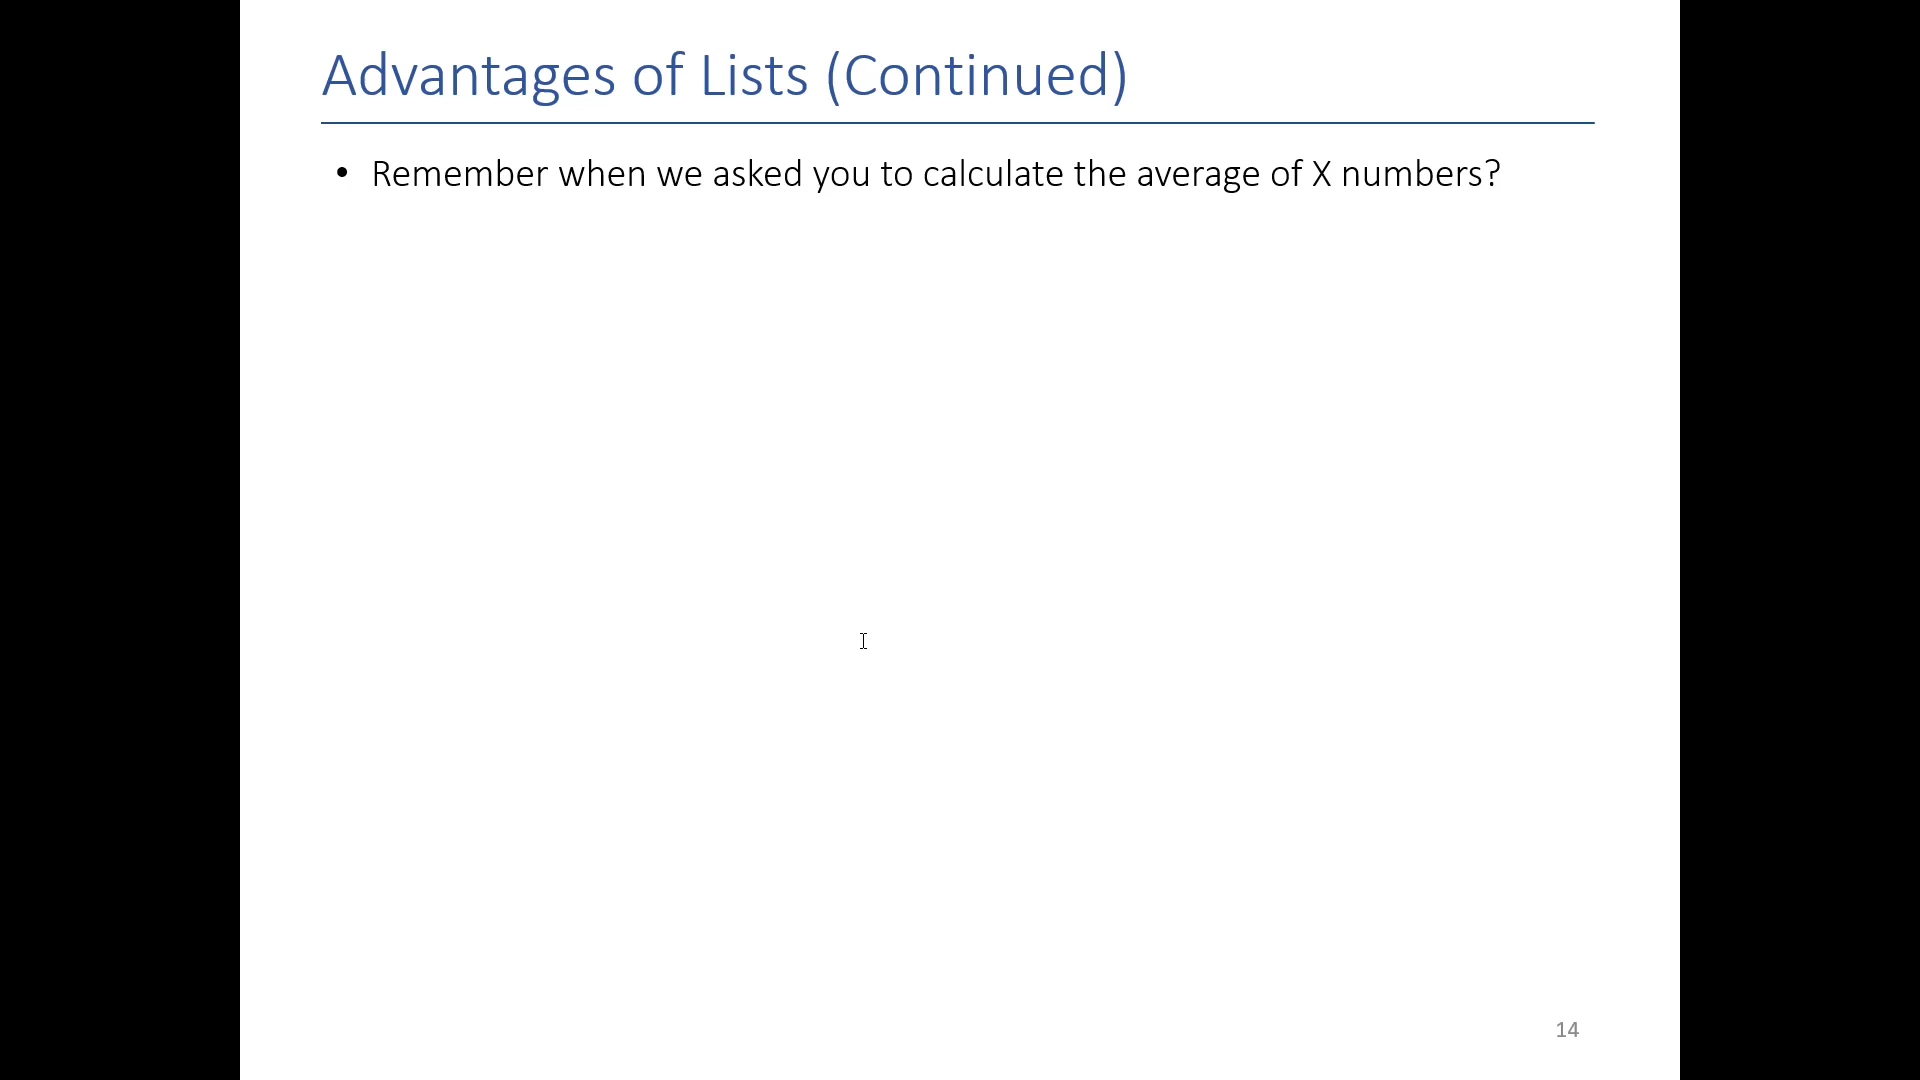 Advantages of Lists (Continued)
• Remember when we asked you to calculate the average of X numbers?
14